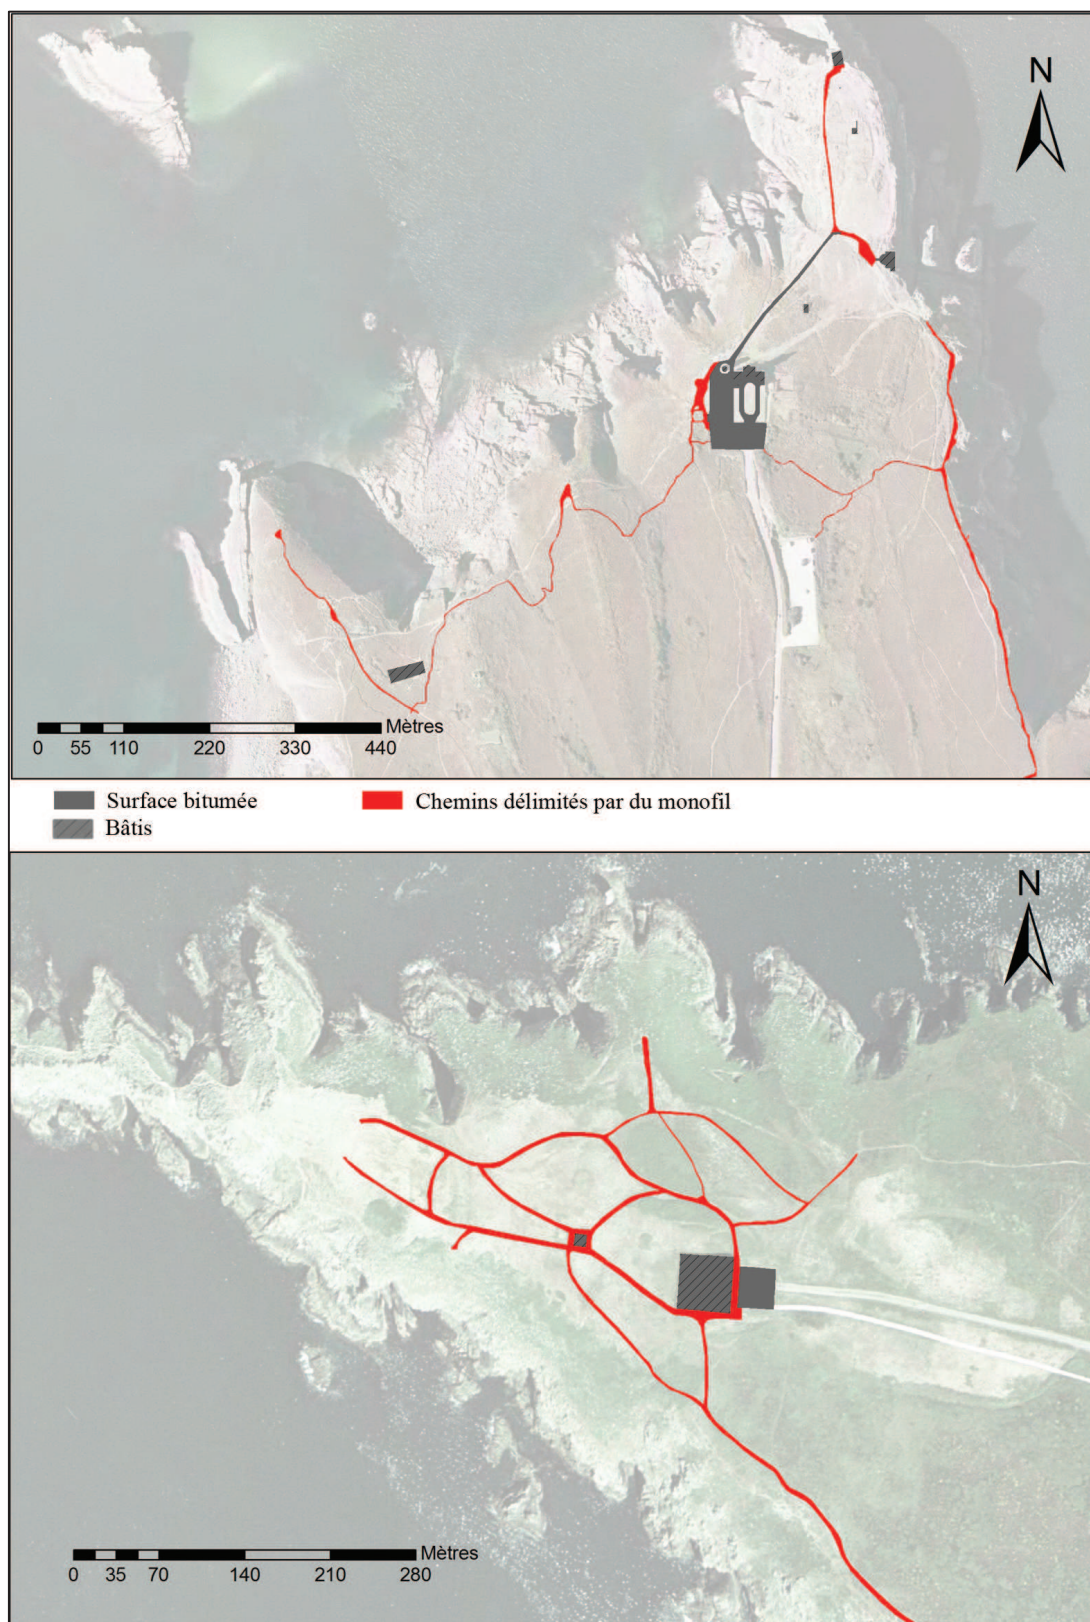 N
Mètres
0 55 110 220 330 440
Surface bitumée
Chemins délimités par du monofil
Bâtis
N
Mètres
0 35 70 140 210 280